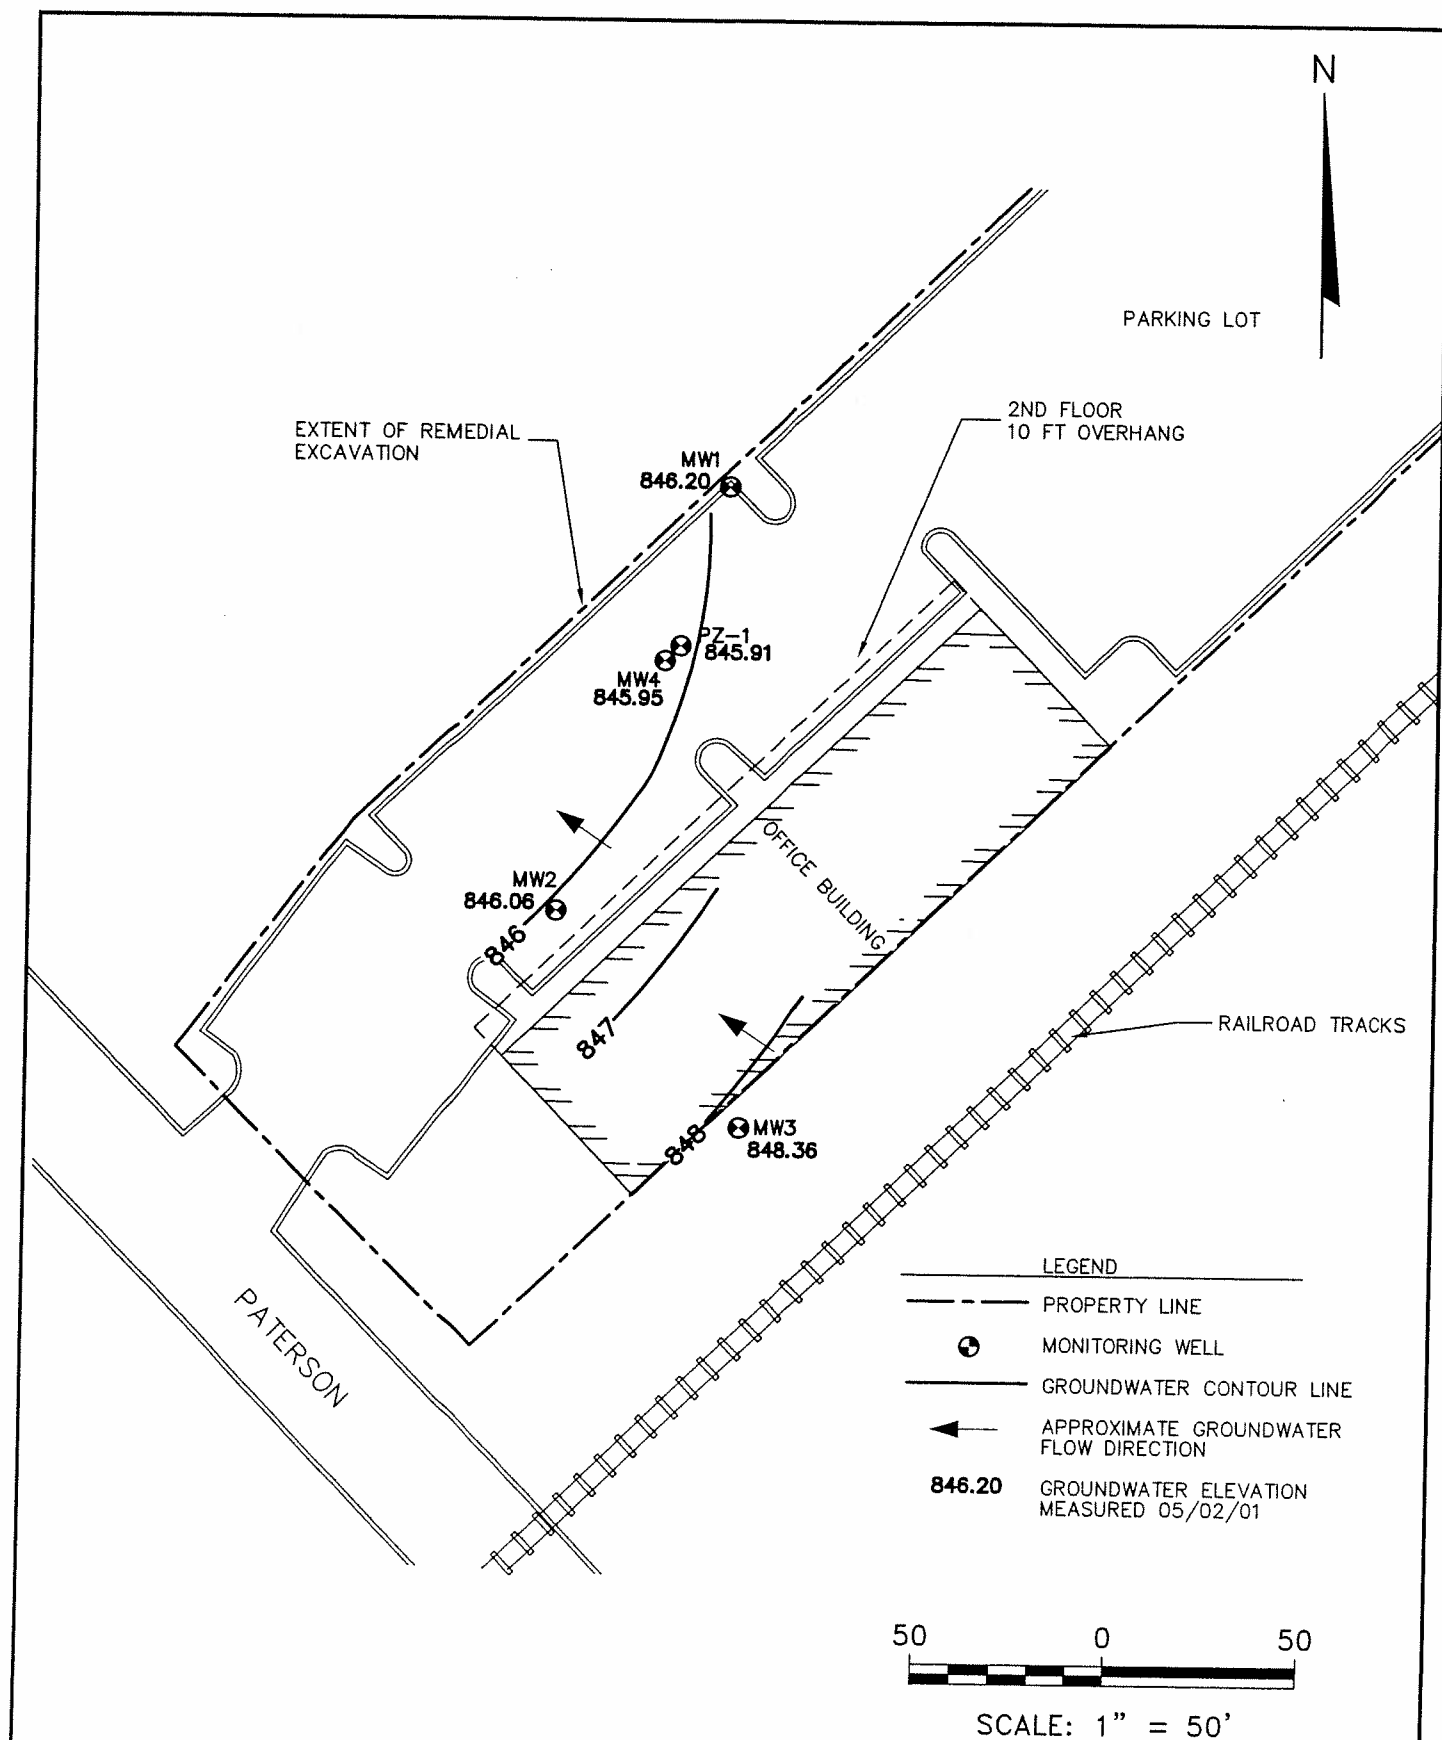 N
PARKING LOT
2ND FLOOR
10 FT OVERHANG
EXTENT OF REMEDIAL
EXCAVATION
MW1
846.20
PZ-1
845.91
MW4
845.95
OFFICE BUILDING
MW2
846.06
846
847
848
MW3
848.36
RAILROAD TRACKS
PATERSON
LEGEND
PROPERTY LINE
MONITORING WELL
GROUNDWATER CONTOUR LINE
APPROXIMATE GROUNDWATER
FLOW DIRECTION
846.20 GROUNDWATER ELEVATION
MEASURED 05/02/01
50 0 50
SCALE: 1" = 50'